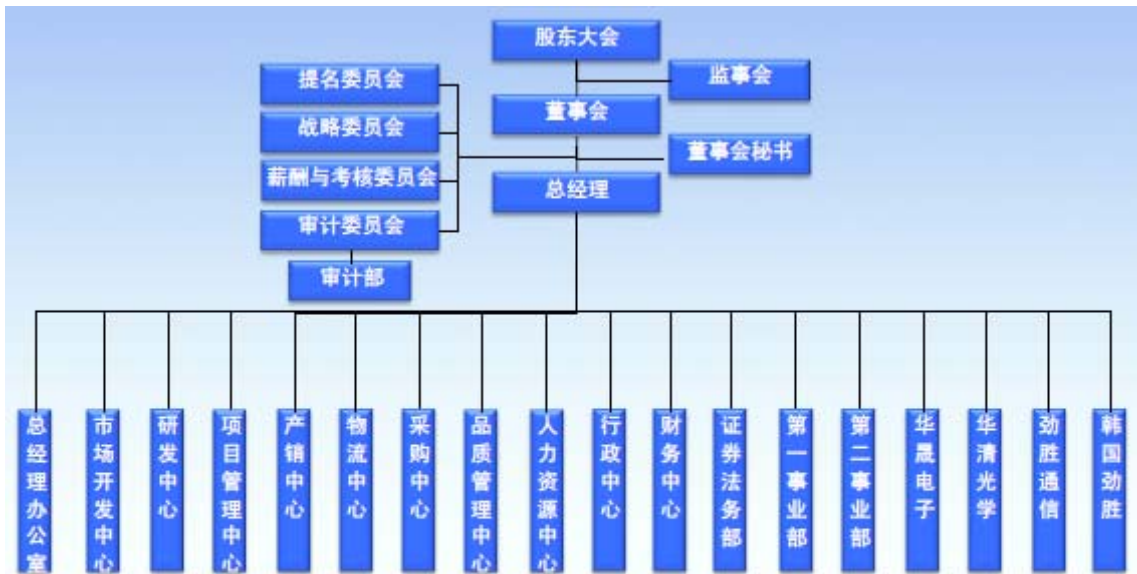 股东大会
监事会
提名委员会
董事会
战略委员会
董事会秘书
薪酬与考核委员会
总经理
审计委员会
审计部
总经理办公室
市场开发中心
研发中心
项目管理中心
产销中心
物流中心
采购中心
品质管理中心
人力资源中心
行政中心
财务中心
证券法务部
第一事业部
第二事业部
华晟电子
华清光学
劲胜通信
韩国劲胜